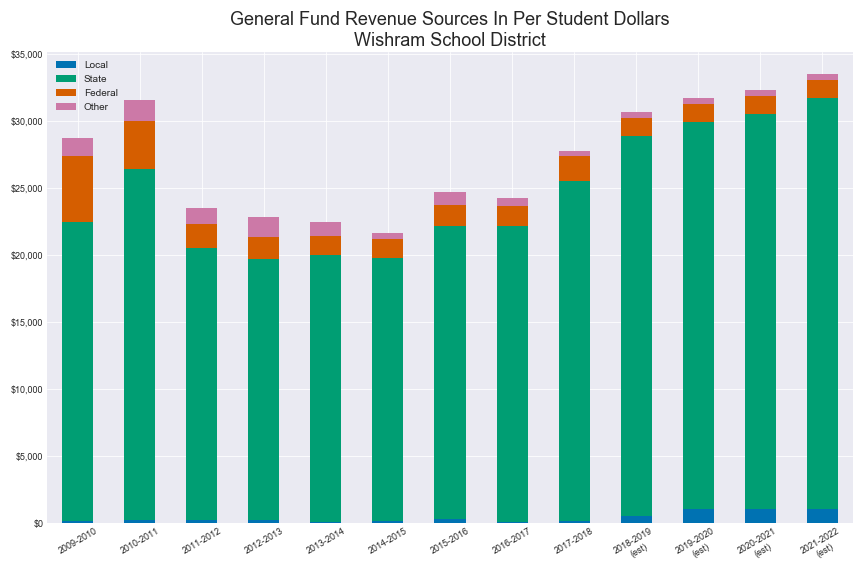 General Fund Revenue Sources In Per Student Dollars
Wishram School District
$35,000
$30,000
$25,000
$20,000
$15,000
$10,000
$5,000
$0
Local
State
Federal
Other
2009-2010
2010-2011
2011-2012
2012-2013
2013-2014
2014-2015
2015-2016
2016-2017
2017-2018
2018-2019
(est)
2019-2020
(est)
2020-2021
(est)
2021-2022
(est)